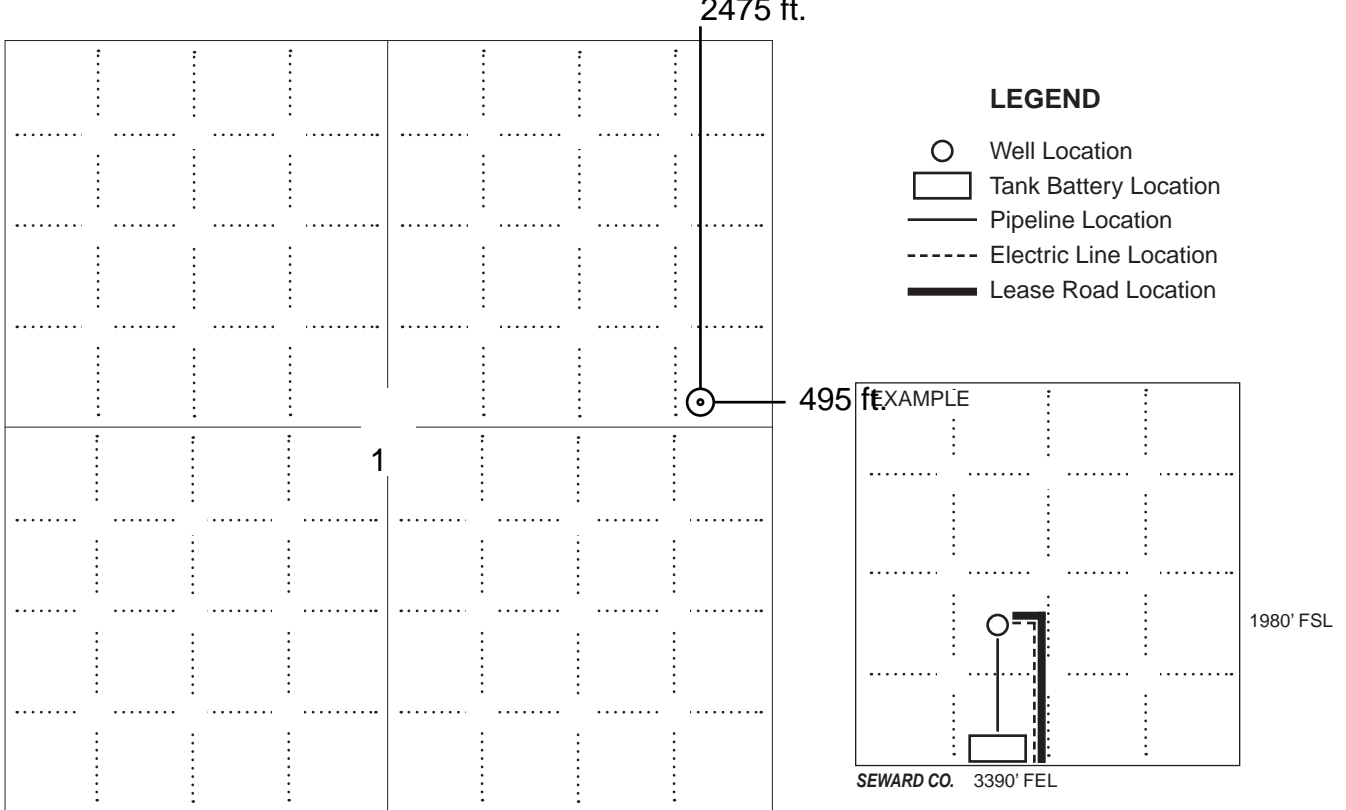 2475 ft.
LEGEND
Well Location
Tank Battery Location
Pipeline Location
Electric Line Location
Lease Road Location
495 ft.
EXAMPLE
1
1980' FSL
SEWARD CO. 3390' FEL